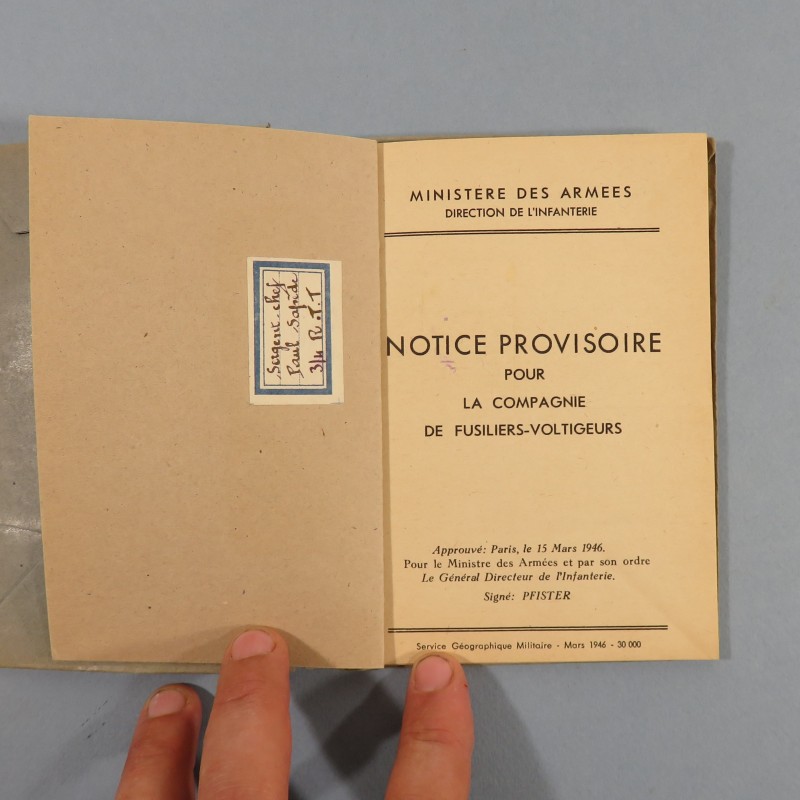 Sergent-chef
Paul
3/4 R.T.T
MINISTERE DES ARMEES
DIRECTION DE L'INFANTERIE
NOTICE PROVISOIRE
POUR
LA COMPAGNIE
DE FUSILIERS-VOLTIGEURS
Approuvé: Paris, le 15 Mars 1946.
Pour le Ministre des Armées et par son ordre
Le Général Directeur de l'Infanterie.
Signé: PFISTER
Service Géographique Militaire - Mars 1946 - 30 000